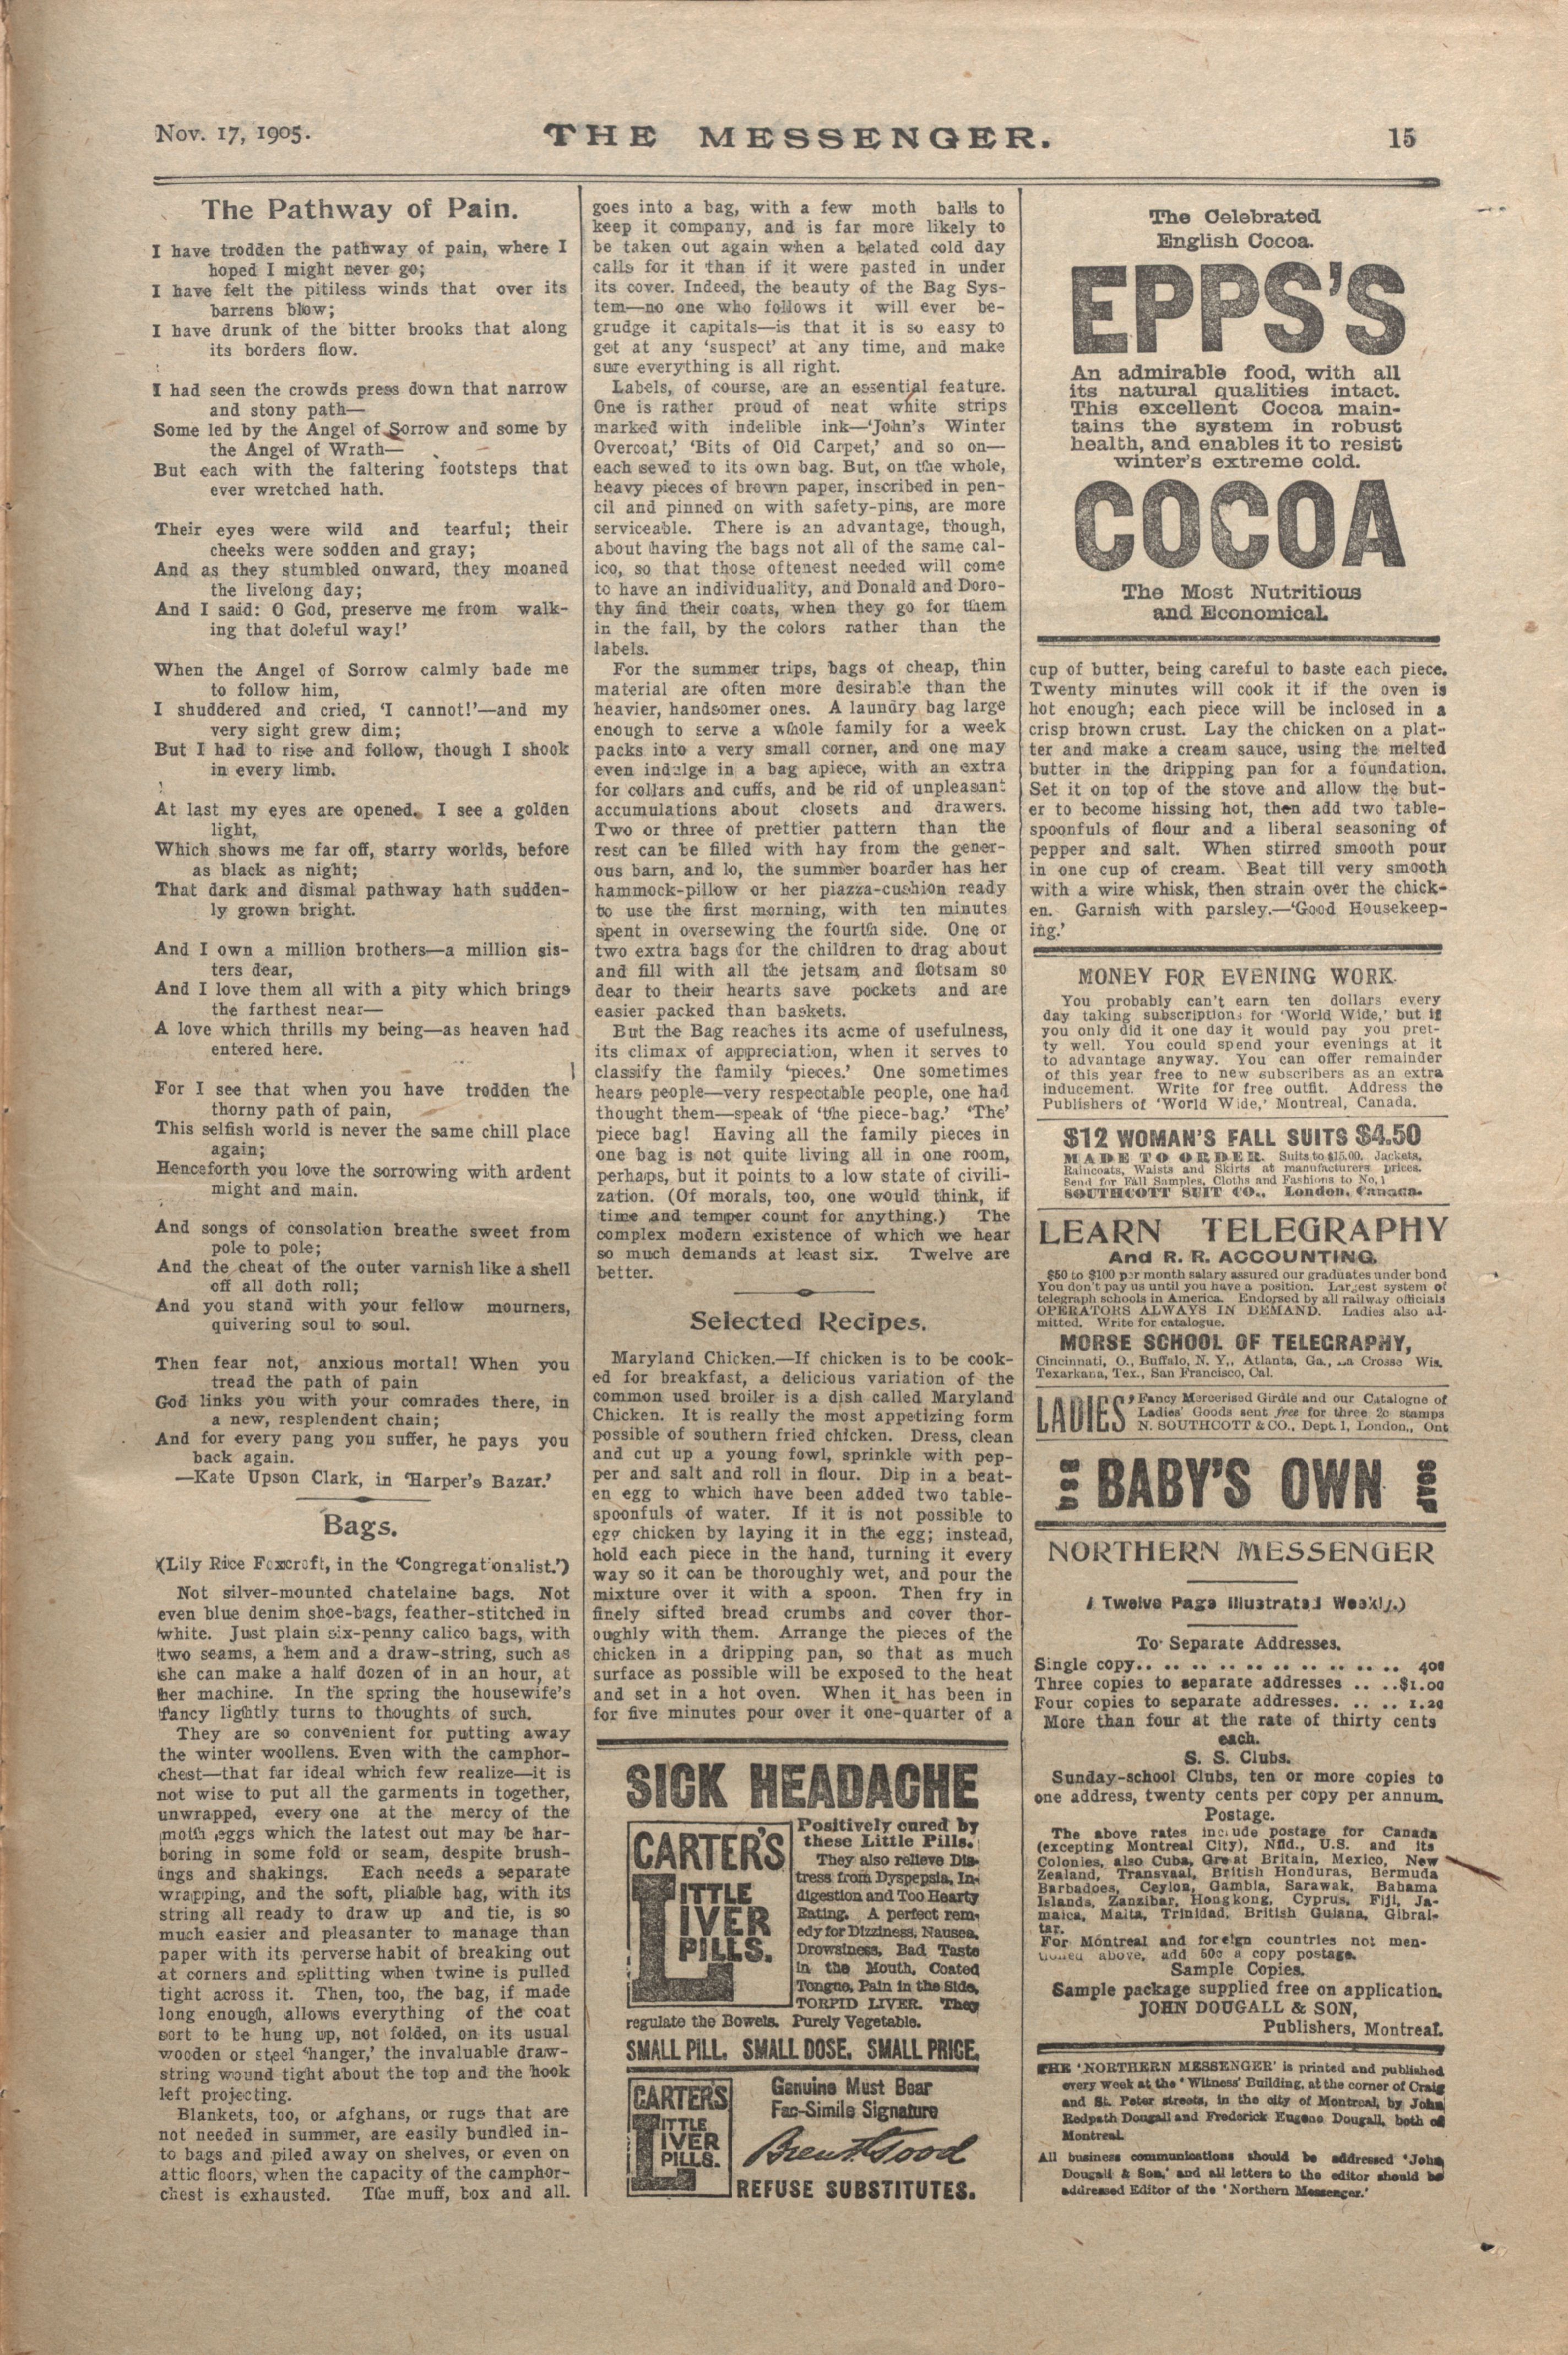 Nov. 17, 1905.
THE MESSENGER.
15
The Pathway of Pain.
I have trodden the pathway of pain, where I
hoped I might never go;
I have felt the pitiless winds that over its
barrens blow;
I have drunk of the bitter brooks that along
its borders flow.
I had seen the crowds press down that narrow
and stony path—
Some led by the Angel of Sorrow and some by
the Angel of Wrath—
But each with the faltering footsteps that
ever wretched hath.
Their eyes were wild and tearful; their
cheeks were sodden and gray;
And as they stumbled onward, they moaned
the livelong day;
And I said: O God, preserve me from walk-
ing that doleful way!'
When the Angel of Sorrow calmly bade me
to follow him,
I shuddered and cried, 'I cannot!'—and my
very sight grew dim;
But I had to rise and follow, though I shook
in every limb.
At last my eyes are opened. I see a golden
light,
Which shows me far off, starry worlds, before
as black as night;
That dark and dismal pathway hath sudden-
ly grown bright.
And I own a million brothers—a million sis-
ters dear,
And I love them all with a pity which brings
the farthest near—
A love which thrills my being—as heaven had
entered here.
For I see that when you have trodden the
thorny path of pain,
This selfish world is never the same chill place
again;
Henceforth you love the sorrowing with ardent
might and main.
And songs of consolation breathe sweet from
pole to pole;
And the cheat of the outer varnish like a shell
off all doth roll;
And you stand with your fellow mourners,
quivering soul to soul.
Then fear not, anxious mortal! When you
tread the path of pain
God links you with your comrades there, in
a new, resplendent chain;
And for every pang you suffer, he pays you
back again.
—Kate Upson Clark, in 'Harper's Bazar.'
Bags.
(Lily Rice Foxcroft, in the 'Congregationalist.')
Not silver-mounted chatelaine bags. Not
even blue denim shoe-bags, feather-stitched in
white. Just plain six-penny calico bags, with
two seams, a hem and a draw-string, such as
she can make a half dozen of in an hour, at
her machine. In the spring the housewife's
fancy lightly turns to thoughts of such.
They are so convenient for putting away
the winter woollens. Even with the camphor-
chest—that far ideal which few realize—it is
not wise to put all the garments in together,
unwrapped, every one at the mercy of the
moth eggs which the latest out may be har-
boring in some fold or seam, despite brush-
ings and shakings. Each needs a separate
wrapping, and the soft, pliable bag, with its
string all ready to draw up and tie, is so
much easier and pleasanter to manage than
paper with its perverse habit of breaking out
at corners and splitting when twine is pulled
tight across it. Then, too, the bag, if made
long enough, allows everything of the coat
sort to be hung up, not folded, on its usual
wooden or steel 'hanger,' the invaluable draw-
string wound tight about the top and the hook
left projecting.
Blankets, too, or afghans, or rugs that are
not needed in summer, are easily bundled in-
to bags and piled away on shelves, or even on
attic floors, when the capacity of the camphor-
chest is exhausted. The muff, box and all.
goes into a bag, with a few moth balls to
keep it company, and is far more likely to
be taken out again when a belated cold day
calls for it than if it were pasted in under
its cover. Indeed, the beauty of the Bag Sys-
tem—no one who follows it will ever be-
grudge it capitals—is that it is so easy to
get at any 'suspect' at any time, and make
sure everything is all right.
Labels, of course, are an essential feature.
One is rather proud of neat white strips
marked with indelible ink—'John's Winter
Overcoat,' 'Bits of Old Carpet,' and so on—
each sewed to its own bag. But, on the whole,
heavy pieces of brown paper, inscribed in pen-
cil and pinned on with safety-pins, are more
serviceable. There is an advantage, though,
about having the bags not all of the same cal-
ico, so that those oftenest needed will come
to have an individuality, and Donald and Doro-
thy find their coats, when they go for them
in the fall, by the colors rather than the
labels.
For the summer trips, bags of cheap, thin
material are often more desirable than the
heavier, handsomer ones. A laundry bag large
enough to serve a whole family for a week
packs into a very small corner, and one may
even indulge in a bag apiece, with an extra
for collars and cuffs, and be rid of unpleasant
accumulations about closets and drawers.
Two or three of prettier pattern than the
rest can be filled with hay from the gener-
ous barn, and lo, the summer boarder has her
hammock-pillow or her piazza-cushion ready
to use the first morning, with ten minutes
spent in oversewing the fourth side. One or
two extra bags for the children to drag about
and fill with all the jetsam and flotsam so
dear to their hearts save pockets and are
easier packed than baskets.
But the Bag reaches its acme of usefulness,
its climax of appreciation, when it serves to
classify the family 'pieces.' One sometimes
hears people—very respectable people, one had
thought them—speak of 'the piece-bag.' 'The'
piece bag! Having all the family pieces in
one bag is not quite living all in one room,
perhaps, but it points to a low state of civili-
zation. (Of morals, too, one would think, if
time and temper count for anything.) The
complex modern existence of which we hear
so much demands at least six. Twelve are
better.
Selected Recipes.
Maryland Chicken.—If chicken is to be cook-
ed for breakfast, a delicious variation of the
common used broiler is a dish called Maryland
Chicken. It is really the most appetizing form
possible of southern fried chicken. Dress, clean
and cut up a young fowl, sprinkle with pep-
per and salt and roll in flour. Dip in a beat-
en egg to which have been added two table-
spoonfuls of water. If it is not possible to
egg chicken by laying it in the egg; instead,
hold each piece in the hand, turning it every
way so it can be thoroughly wet, and pour the
mixture over it with a spoon. Then fry in
finely sifted bread crumbs and cover thor-
oughly with them. Arrange the pieces of the
chicken in a dripping pan, so that as much
surface as possible will be exposed to the heat
and set in a hot oven. When it has been in
for five minutes pour over it one-quarter of a
SICK HEADACHE
CARTER'S
LITTLE
LIVER
PILLS.
Positively cured by
these Little Pills.
They also relieve Dis-
tress from Dyspepsia, In-
digestion and Too Hearty
Eating. A perfect rem-
edy for Dizziness, Nausea,
Drowsiness, Bad Taste
in the Mouth, Coated
Tongue, Pain in the Side,
TORPID LIVER. They
regulate the Bowels. Purely Vegetable.
SMALL PILL. SMALL DOSE. SMALL PRICE.
CARTER'S
LITTLE
LIVER
PILLS.
Genuine Must Bear
Fac-Simile Signature
Brent Good
REFUSE SUBSTITUTES.
The Celebrated
English Cocoa.
EPPS'S
An admirable food, with all
its natural qualities intact.
This excellent Cocoa main-
tains the system in robust
health, and enables it to resist
winter's extreme cold.
COCOA
The Most Nutritious
and Economical.
cup of butter, being careful to baste each piece.
Twenty minutes will cook it if the oven is
hot enough; each piece will be inclosed in a
crisp brown crust. Lay the chicken on a plat-
ter and make a cream sauce, using the melted
butter in the dripping pan for a foundation.
Set it on top of the stove and allow the but-
er to become hissing hot, then add two table-
spoonfuls of flour and a liberal seasoning of
pepper and salt. When stirred smooth pour
in one cup of cream. Beat till very smooth
with a wire whisk, then strain over the chick-
en. Garnish with parsley.—'Good Housekeep-
ing.'
MONEY FOR EVENING WORK.
You probably can't earn ten dollars every
day taking subscriptions for 'World Wide,' but if
you only did it one day it would pay you pret-
ty well. You could spend your evenings at it
to advantage anyway. You can offer remainder
of this year free to new subscribers as an extra
inducement. Write for free outfit. Address the
Publishers of 'World Wide,' Montreal, Canada.
$12 WOMAN'S FALL SUITS $4.50
MADE TO ORDER. Suits to $15.00. Jackets,
Raincoats, Waists and Skirts at manufacturers prices.
Send for Fall Samples, Cloths and Fashions to No, 1
SOUTHCOTT SUIT CO., London, Canada.
LEARN TELEGRAPHY
And R. R. ACCOUNTING.
$50 to $100 per month salary assured our graduates under bond
You don't pay us until you have a position. Largest system of
telegraph schools in America. Endorsed by all railway officials
OPERATORS ALWAYS IN DEMAND. Ladies also ad-
mitted. Write for catalogue.
MORSE SCHOOL OF TELEGRAPHY,
Cincinnati, O., Buffalo, N. Y., Atlanta, Ga., La Crosse Wis.
Texarkana, Tex., San Francisco, Cal.
LADIES' Fancy Mercerised Girdle and our Catalogne of
Ladies' Goods sent free for three 2c stamps
N. SOUTHCOTT & CO., Dept. 1, London., Ont
BABY'S OWN
NORTHERN MESSENGER
(Twelve Page Illustrated Weekly.)
To Separate Addresses.
Single copy.. .. .. .. .. .. .. .. .. .. 40c
Three copies to separate addresses .. ..$1.00
Four copies to separate addresses. .. .. 1.20
More than four at the rate of thirty cents
each.
S. S. Clubs.
Sunday-school Clubs, ten or more copies to
one address, twenty cents per copy per annum.
Postage.
The above rates include postage for Canada
(excepting Montreal City), Nfld., U.S. and its
Colonies, also Cuba, Great Britain, Mexico, New
Zealand, Transvaal, British Honduras, Bermuda
Barbadoes, Ceylon, Gambia, Sarawak, Bahama
Islands, Zanzibar, Hongkong, Cyprus, Fiji, Ja-
maica, Malta, Trinidad, British Guiana, Gibral-
tar.
For Montreal and foreign countries not men-
tioned above, add 50c a copy postage.
Sample Copies.
Sample package supplied free on application.
JOHN DOUGALL & SON,
Publishers, Montreal.
THE 'NORTHERN MESSENGER' is printed and published
every week at the 'Witness' Building, at the corner of Craig
and St. Peter streets, in the city of Montreal, by John
Redpath Dougall and Frederick Eugene Dougall, both of
Montreal.
All business communications should be addressed 'John
Dougall & Son,' and all letters to the editor should be
addressed Editor of the 'Northern Messenger.'